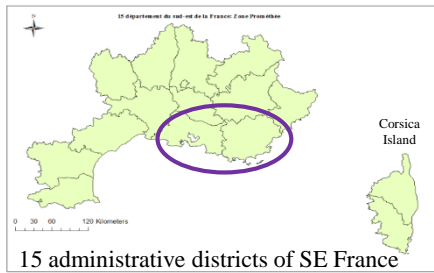 15 département du sud-est de la France: Zone Prométhée
N
Corsica
Island
0 30 60 120 Kilometers
15 administrative districts of SE France